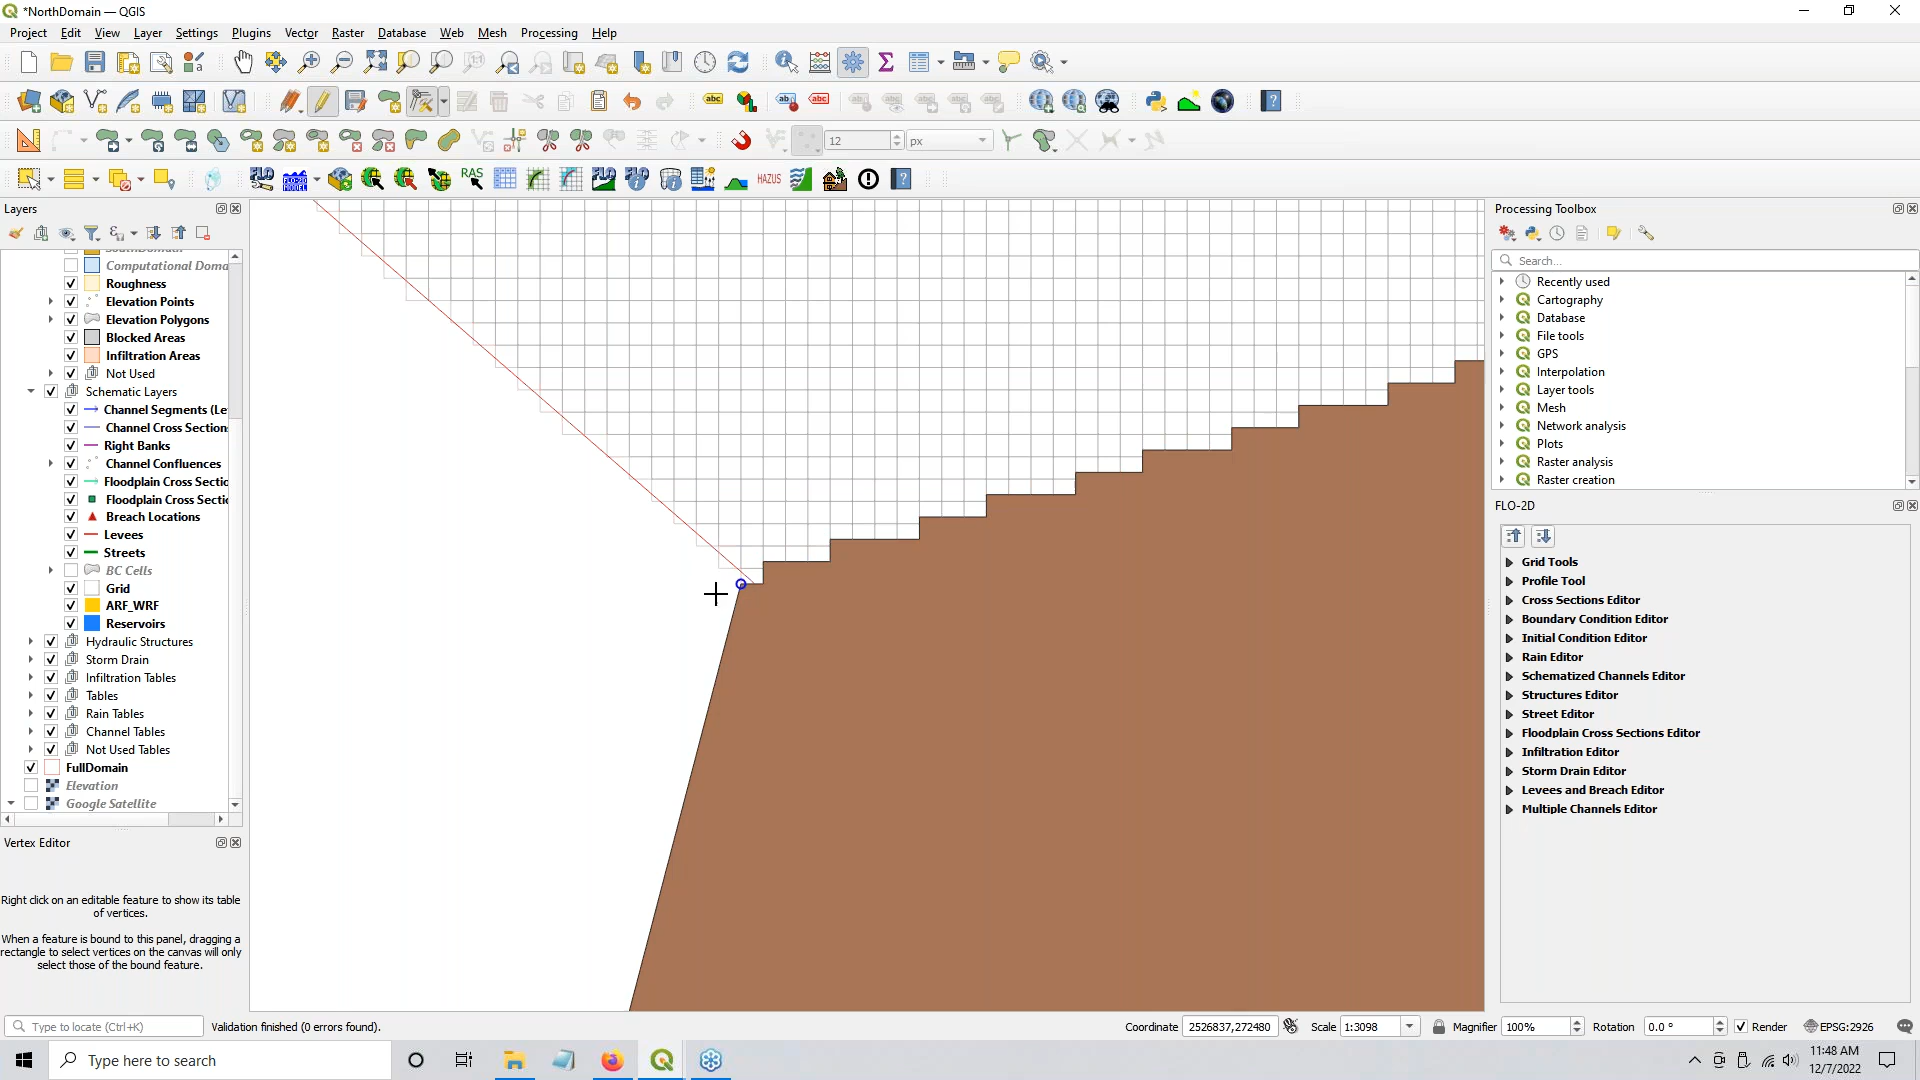 *NorthDomain — QGIS
Project Edit View Layer Settings Plugins Vector Raster Database Web Mesh Processing Help
12 px
FLO-2D RAS HAZUS
Layers
Computational Doma
Roughness
Elevation Points
Elevation Polygons
Blocked Areas
Infiltration Areas
Not Used
Schematic Layers
Channel Segments (Le
Channel Cross Section
Right Banks
Channel Confluences
Floodplain Cross Sectio
Floodplain Cross Sectio
Breach Locations
Levees
Streets
BC Cells
Grid
ARF_WRF
Reservoirs
Hydraulic Structures
Storm Drain
Infiltration Tables
Tables
Rain Tables
Channel Tables
Not Used Tables
FullDomain
Elevation
Google Satellite
Vertex Editor
Right click on an editable feature to show its table
of vertices.
When a feature is bound to this panel, dragging a
rectangle to select vertices on the canvas will only
select those of the bound feature.
Processing Toolbox
Search...
Recently used
Cartography
Database
File tools
GPS
Interpolation
Layer tools
Mesh
Network analysis
Plots
Raster analysis
Raster creation
FLO-2D
Grid Tools
Profile Tool
Cross Sections Editor
Boundary Condition Editor
Initial Condition Editor
Rain Editor
Schematized Channels Editor
Structures Editor
Street Editor
Floodplain Cross Sections Editor
Infiltration Editor
Storm Drain Editor
Levees and Breach Editor
Multiple Channels Editor
Type to locate (Ctrl+K) Validation finished (0 errors found). Coordinate 2526837,272480 Scale 1:3098 Magnifier 100% Rotation 0.0 ° Render EPSG:2926
Type here to search
11:48 AM
12/7/2022